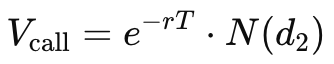 V_call = e^{-rT} · N(d_2)